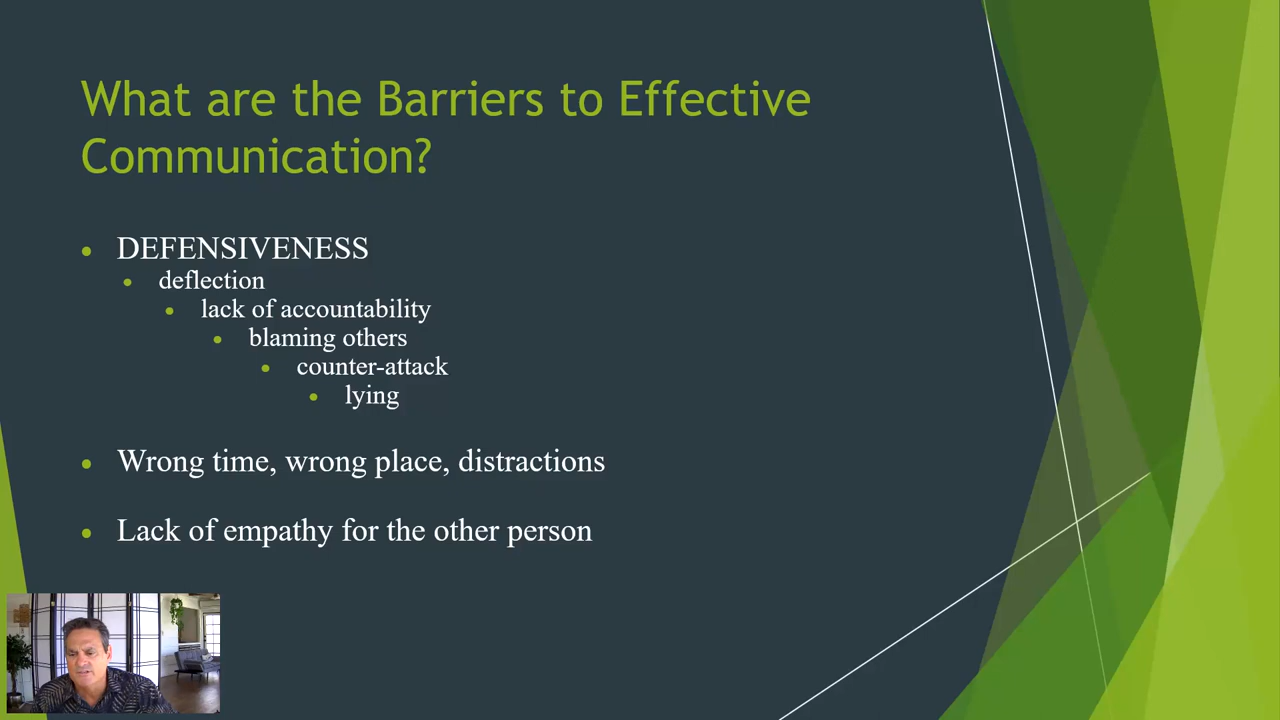 What are the Barriers to Effective
Communication?
DEFENSIVENESS
deflection
lack of accountability
blaming others
counter-attack
lying
Wrong time, wrong place, distractions
Lack of empathy for the other person